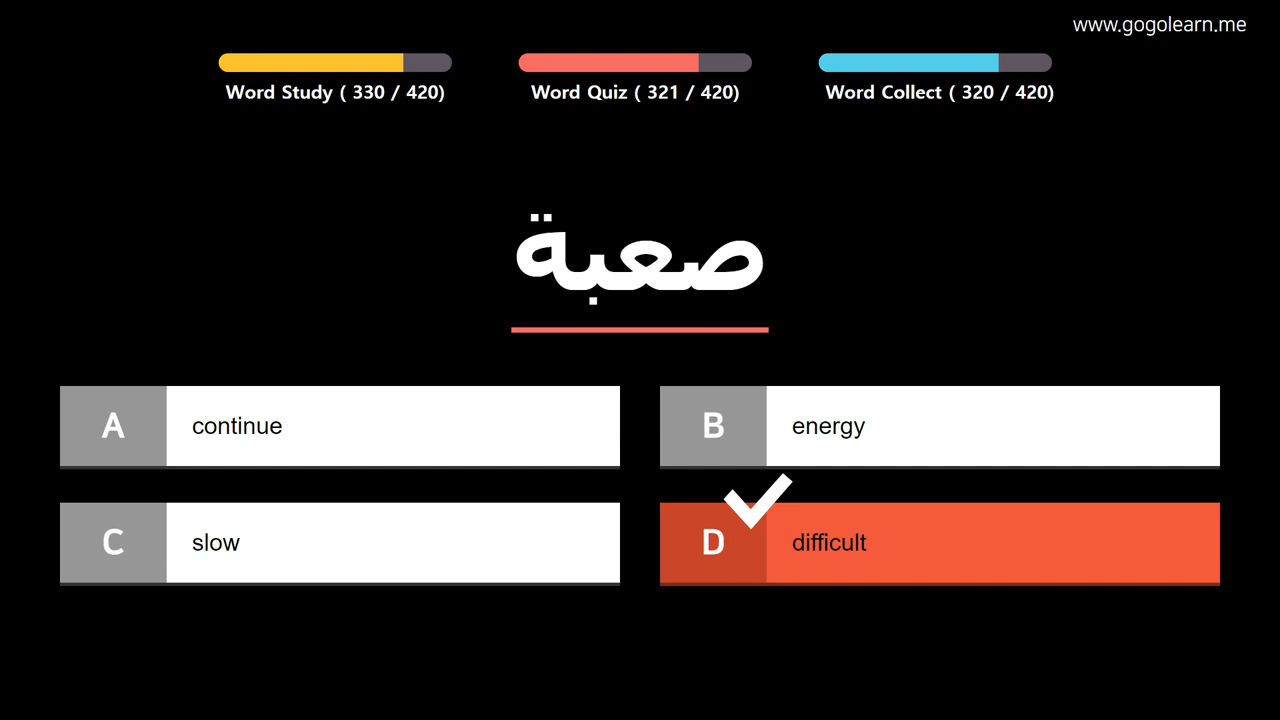 www.gogolearn.me
Word Study ( 330 / 420)
Word Quiz ( 321 / 420)
Word Collect ( 320 / 420)
صعبة
A continue
B energy
C slow
D difficult